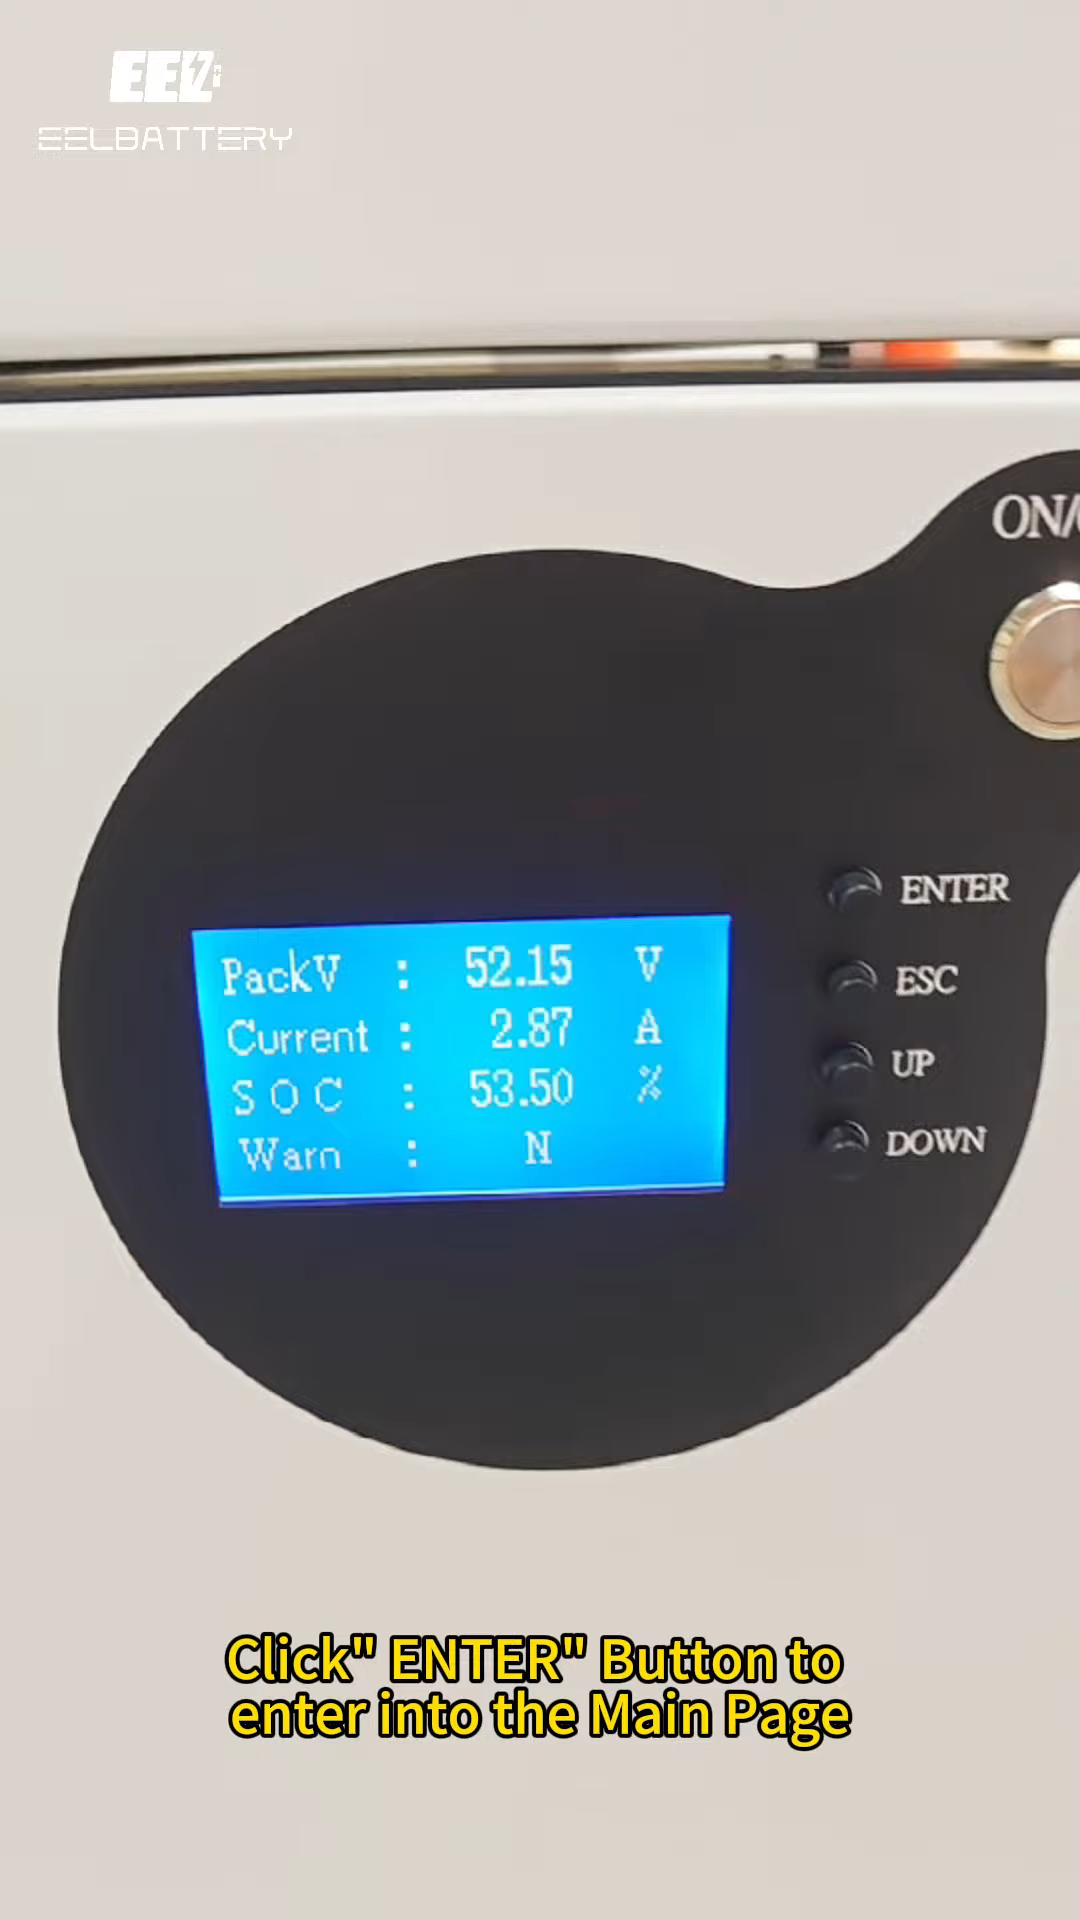 EEL
EELBATTERY
ON/
ENTER
ESC
UP
DOWN
PackV : 52.15 V
Current : 2.87 A
S O C : 53.50 %
Warn : N
Click" ENTER" Button to
enter into the Main Page